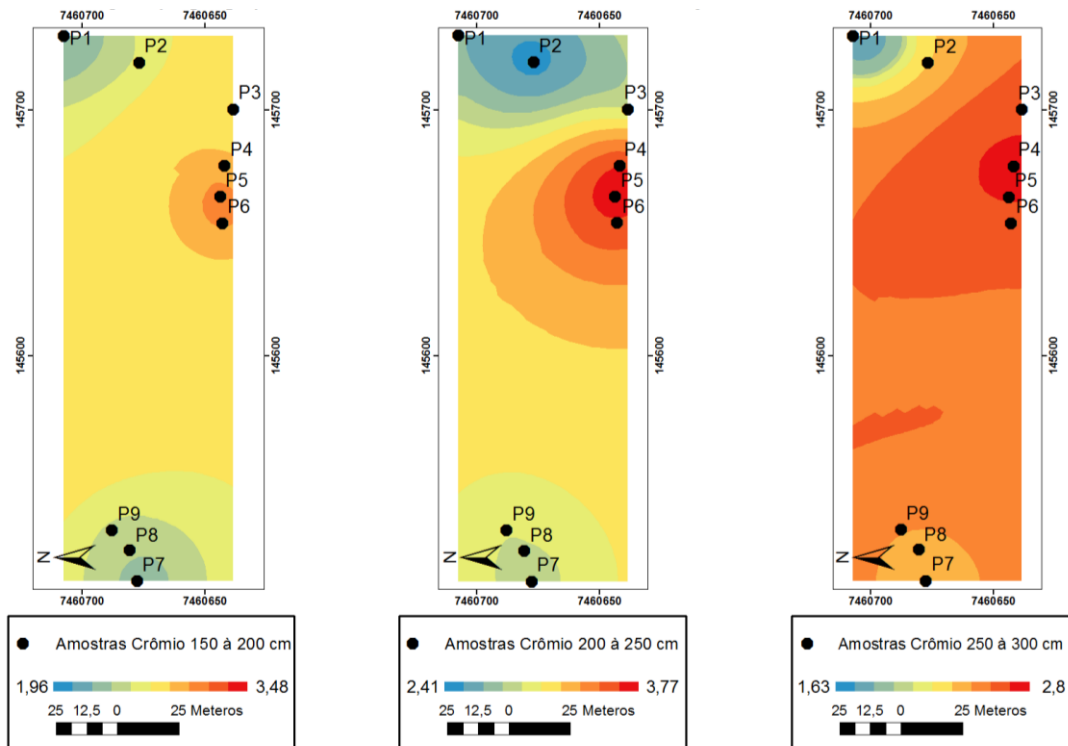 7460700 7460650
P1
P2
P3
P4
P5
P6
P9
P8
P7
145700 145700
145600 145600
N
7460700 7460650
Amostras Crômio 150 à 200 cm
1,96 3,48
25 12,5 0 25 Meteros
7460700 7460650
P1
P2
P3
P4
P5
P6
P9
P8
P7
145700 145700
145600 145600
N
7460700 7460650
Amostras Crômio 200 à 250 cm
2,41 3,77
25 12,5 0 25 Meteros
7460700 7460650
P1
P2
P3
P4
P5
P6
P9
P8
P7
145700 145700
145600 145600
N
7460700 7460650
Amostras Crômio 250 à 300 cm
1,63 2,8
25 12,5 0 25 Meteros